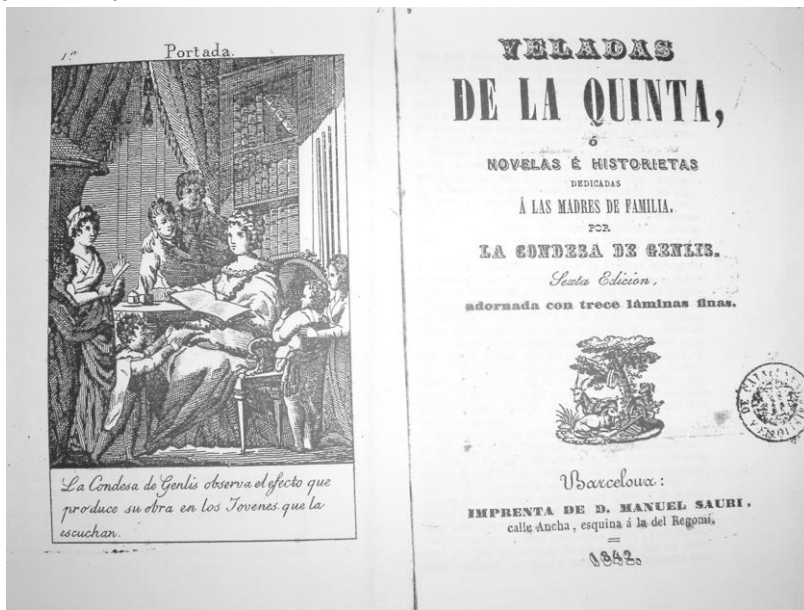 1.ª
Portada.
La Condesa de Genlis observa el efecto que
produce su obra en los Jovenes que la
escuchan.
VELADAS
DE LA QUINTA,
Ó
NOVELAS É HISTORIETAS
DEDICADAS
Á LAS MADRES DE FAMILIA.
POR
LA CONDESA DE GENLIS.
Sexta Edicion,
adornada con trece láminas finas.
Barcelona:
IMPRENTA DE D. MANUEL SAURI,
calle Ancha, esquina á la del Regomí,
1842.